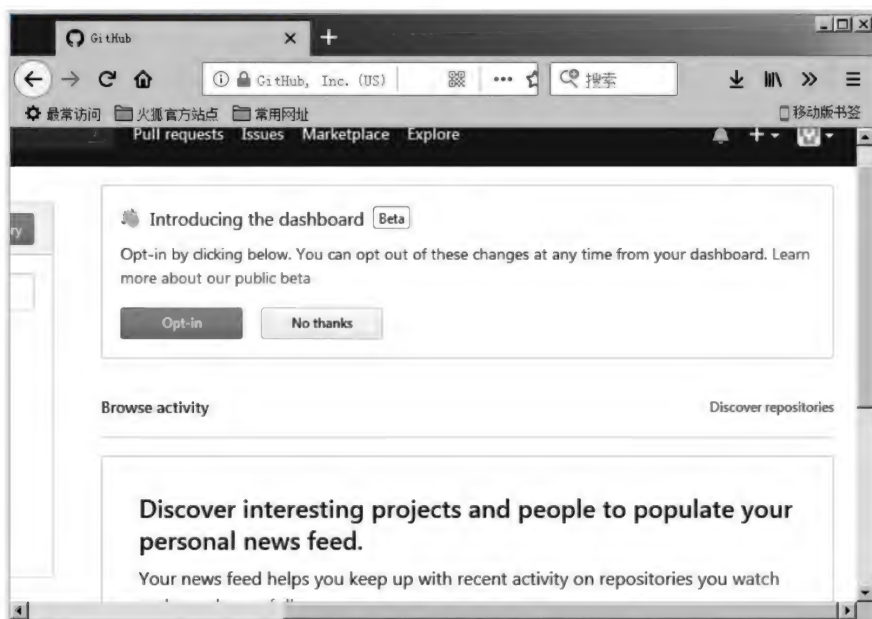 GitHub
GitHub, Inc. (US)
搜索
最常访问 火狐官方站点 常用网址 移动版书签
Pull requests Issues Marketplace Explore
Introducing the dashboard Beta
Opt-in by clicking below. You can opt out of these changes at any time from your dashboard. Learn
more about our public beta
Opt-in No thanks
Browse activity Discover repositories
Discover interesting projects and people to populate your
personal news feed.
Your news feed helps you keep up with recent activity on repositories you watch